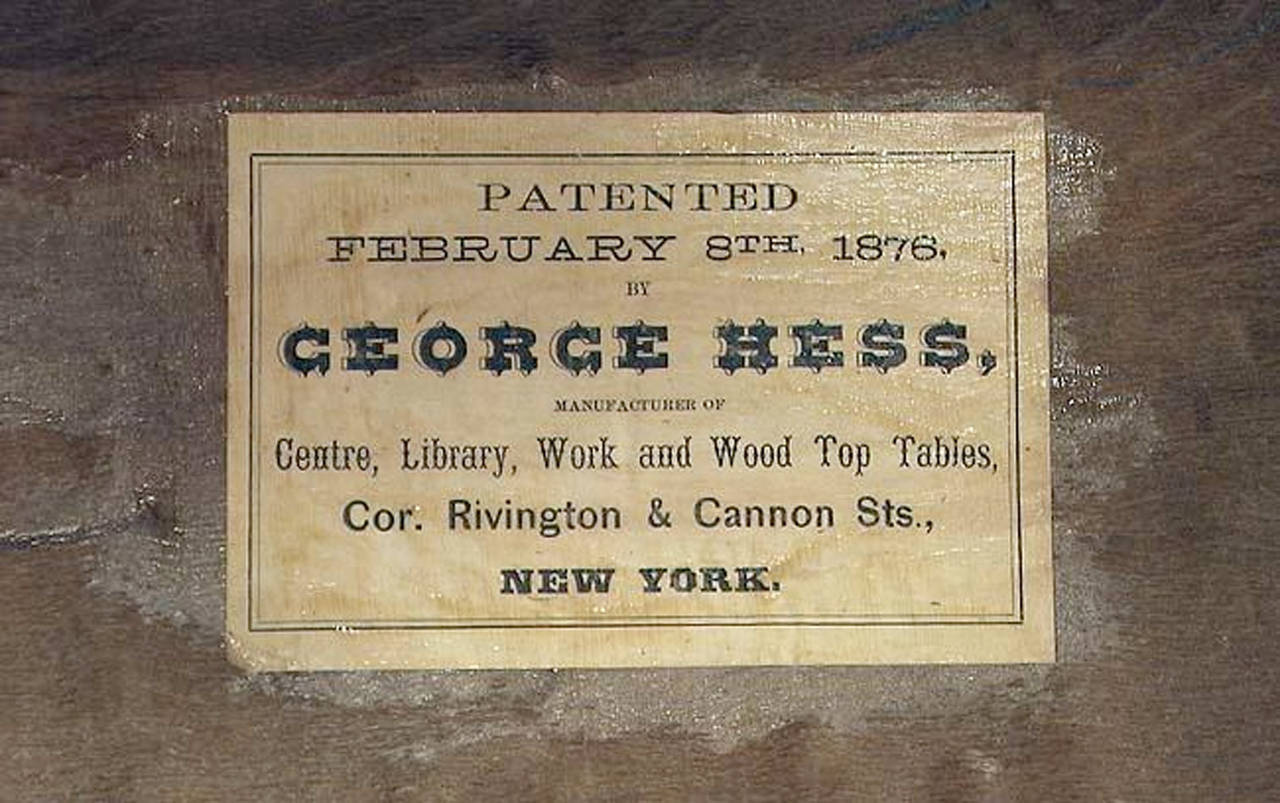 PATENTED
FEBRUARY 8TH, 1876,
BY
GEORGE HESS,
MANUFACTURER OF
Centre, Library, Work and Wood Top Tables,
Cor. Rivington & Cannon Sts.,
NEW YORK.